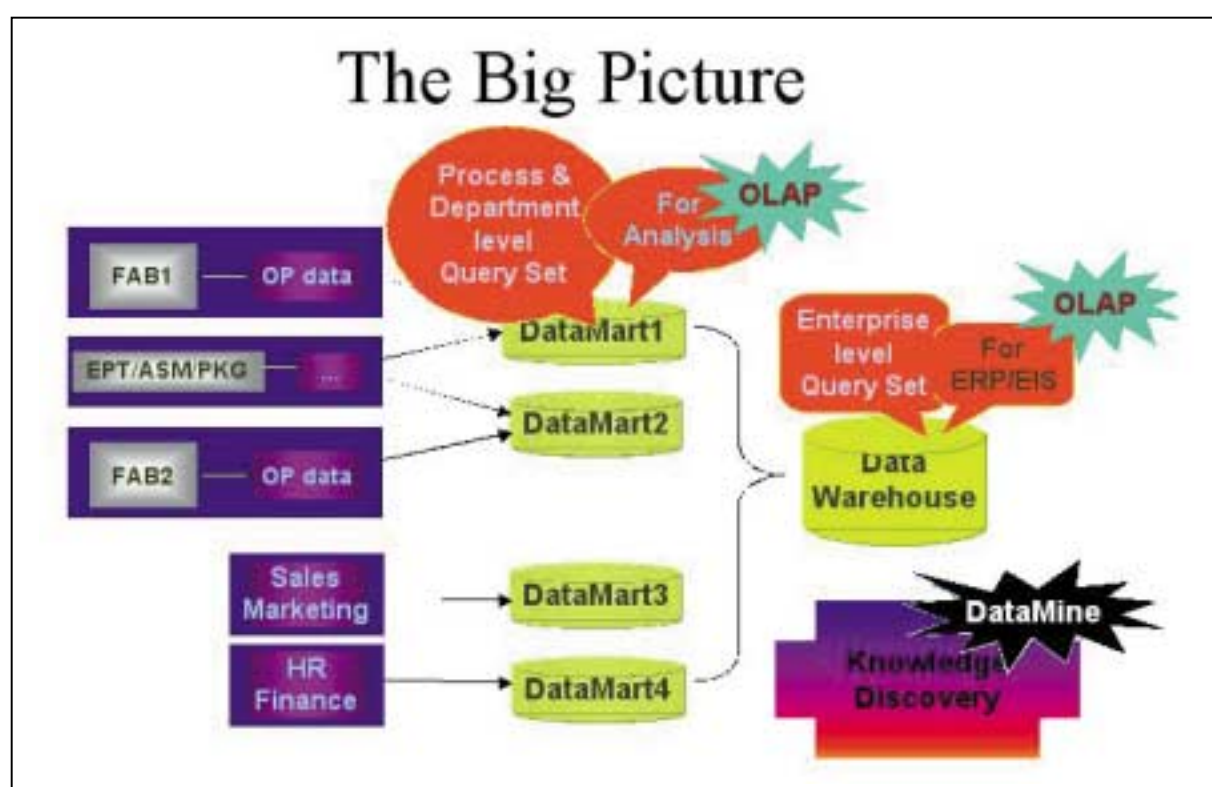 The Big Picture
Process &
Department
level
Query Set
For
Analysis
OLAP
FAB1
OP data
EPT/ASM/PKG
...
FAB2
OP data
DataMart1
DataMart2
Enterprise
level
Query Set
For
ERP/EIS
OLAP
Data
Warehouse
Sales
Marketing
HR
Finance
DataMart3
DataMart4
DataMine
Knowledge
Discovery